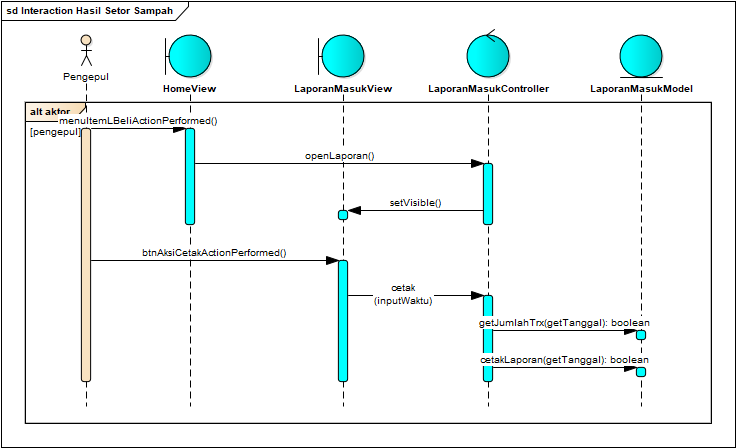 sd Interaction Hasil Setor Sampah
Pengepul
HomeView
LaporanMasukView
LaporanMasukController
LaporanMasukModel
alt aktor
menuItemLBeliActionPerformed()
[pengepul]
openLaporan()
setVisible()
btnAksiCetakActionPerformed()
cetak
(inputWaktu)
getJumlahTrx(getTanggal): boolean
cetakLaporan(getTanggal): boolean